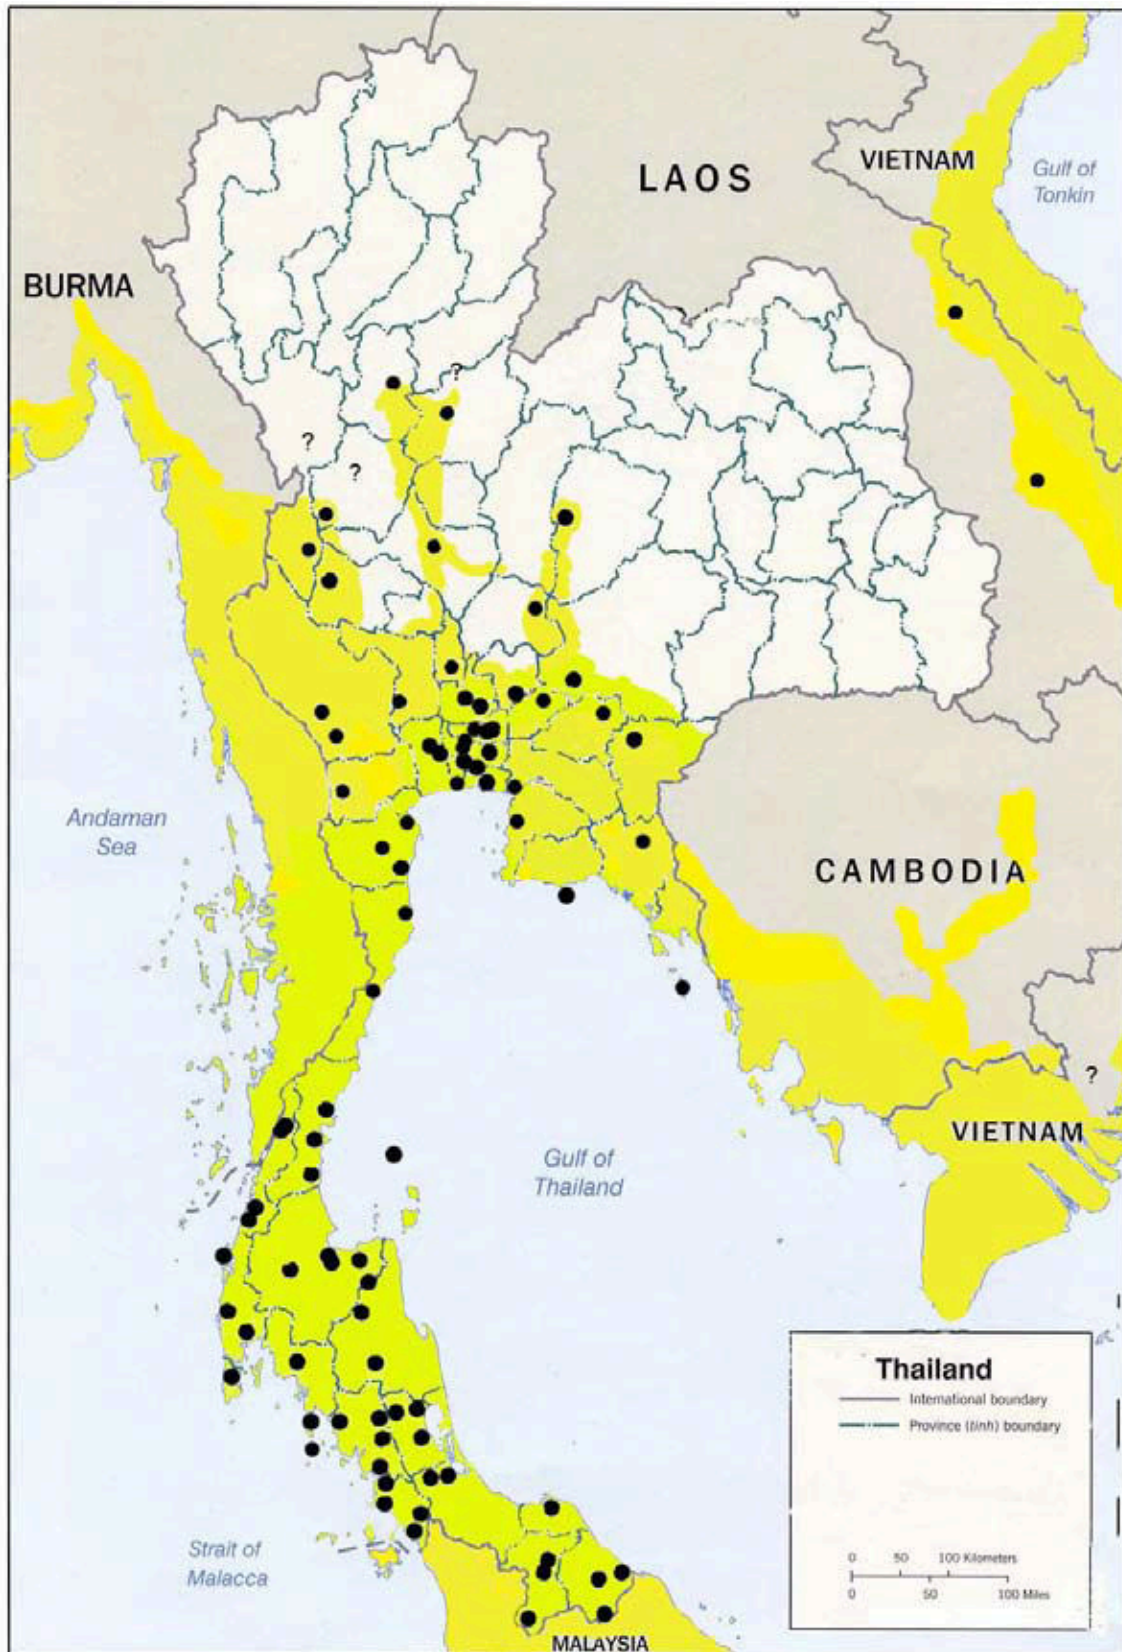 LAOS
VIETNAM
Gulf of
Tonkin
BURMA
?
?
?
Andaman
Sea
CAMBODIA
?
VIETNAM
Gulf of
Thailand
Thailand
International boundary
Province (tinh) boundary
Strait of
Malacca
0 50 100 Kilometers
0 50 100 Miles
MALAYSIA